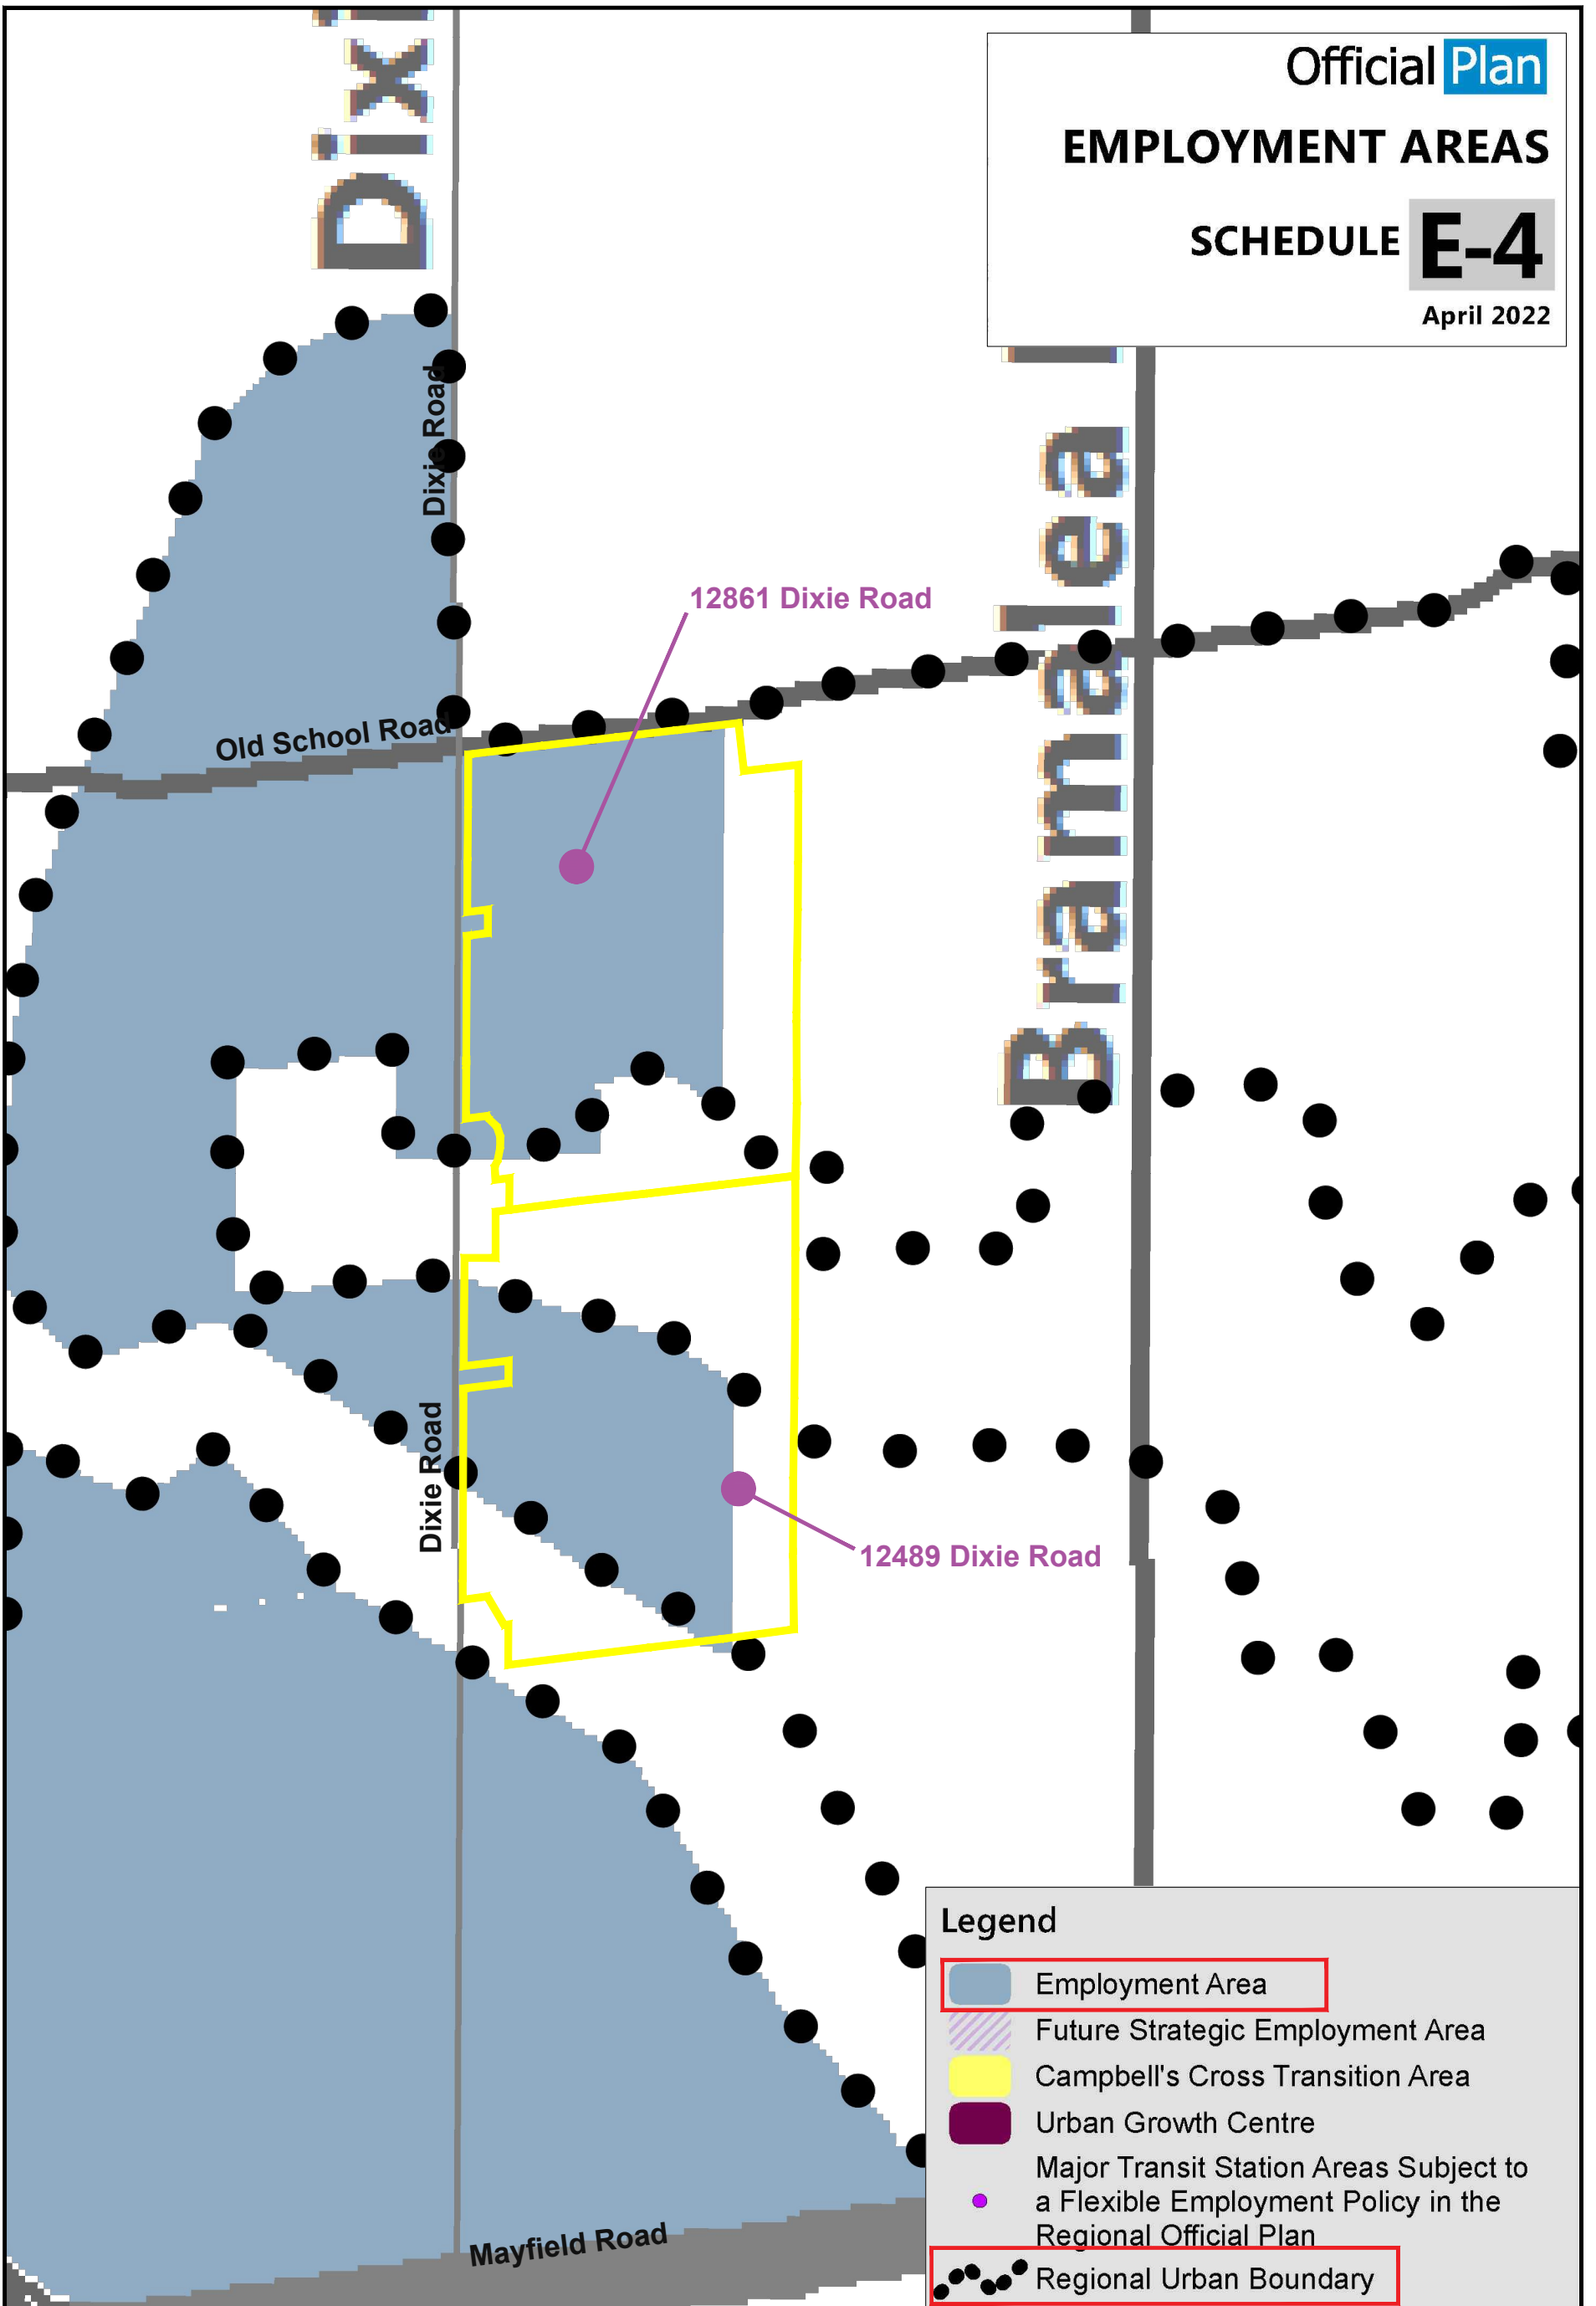 Dixi
Official Plan
EMPLOYMENT AREAS
SCHEDULE E-4
April 2022
Dixie Road
12861 Dixie Road
Bramalea
Old School Road
Dixie Road
12489 Dixie Road
Mayfield Road
Legend
Employment Area
Future Strategic Employment Area
Campbell's Cross Transition Area
Urban Growth Centre
Major Transit Station Areas Subject to
a Flexible Employment Policy in the
Regional Official Plan
Regional Urban Boundary